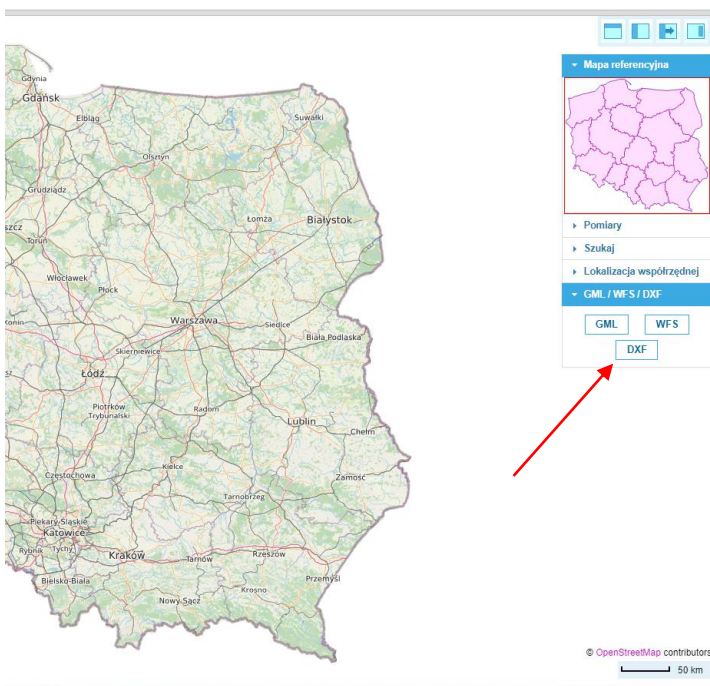 Mapa referencyjna
Gdynia
Gdańsk
Elbląg
Suwałki
Olsztyn
Grudziądz
Łomża
Białystok
szcz
Toruń
Pomiary
Szukaj
Lokalizacja współrzędnej
Włocławek
Płock
GML / WFS / DXF
Konin
Warszawa
Siedlce
GML
WFS
Biała Podlaska
Skierniewice
DXF
Łódź
Piotrków
Trybunalski
Radom
Lublin
Chełm
Kielce
Częstochowa
Zamość
Tarnobrzeg
Piekary Śląskie
Katowice
Rybnik
Tychy
Kraków
Tarnów
Rzeszów
Bielsko-Biała
Przemyśl
Krosno
Nowy Sącz
© OpenStreetMap contributors
50 km